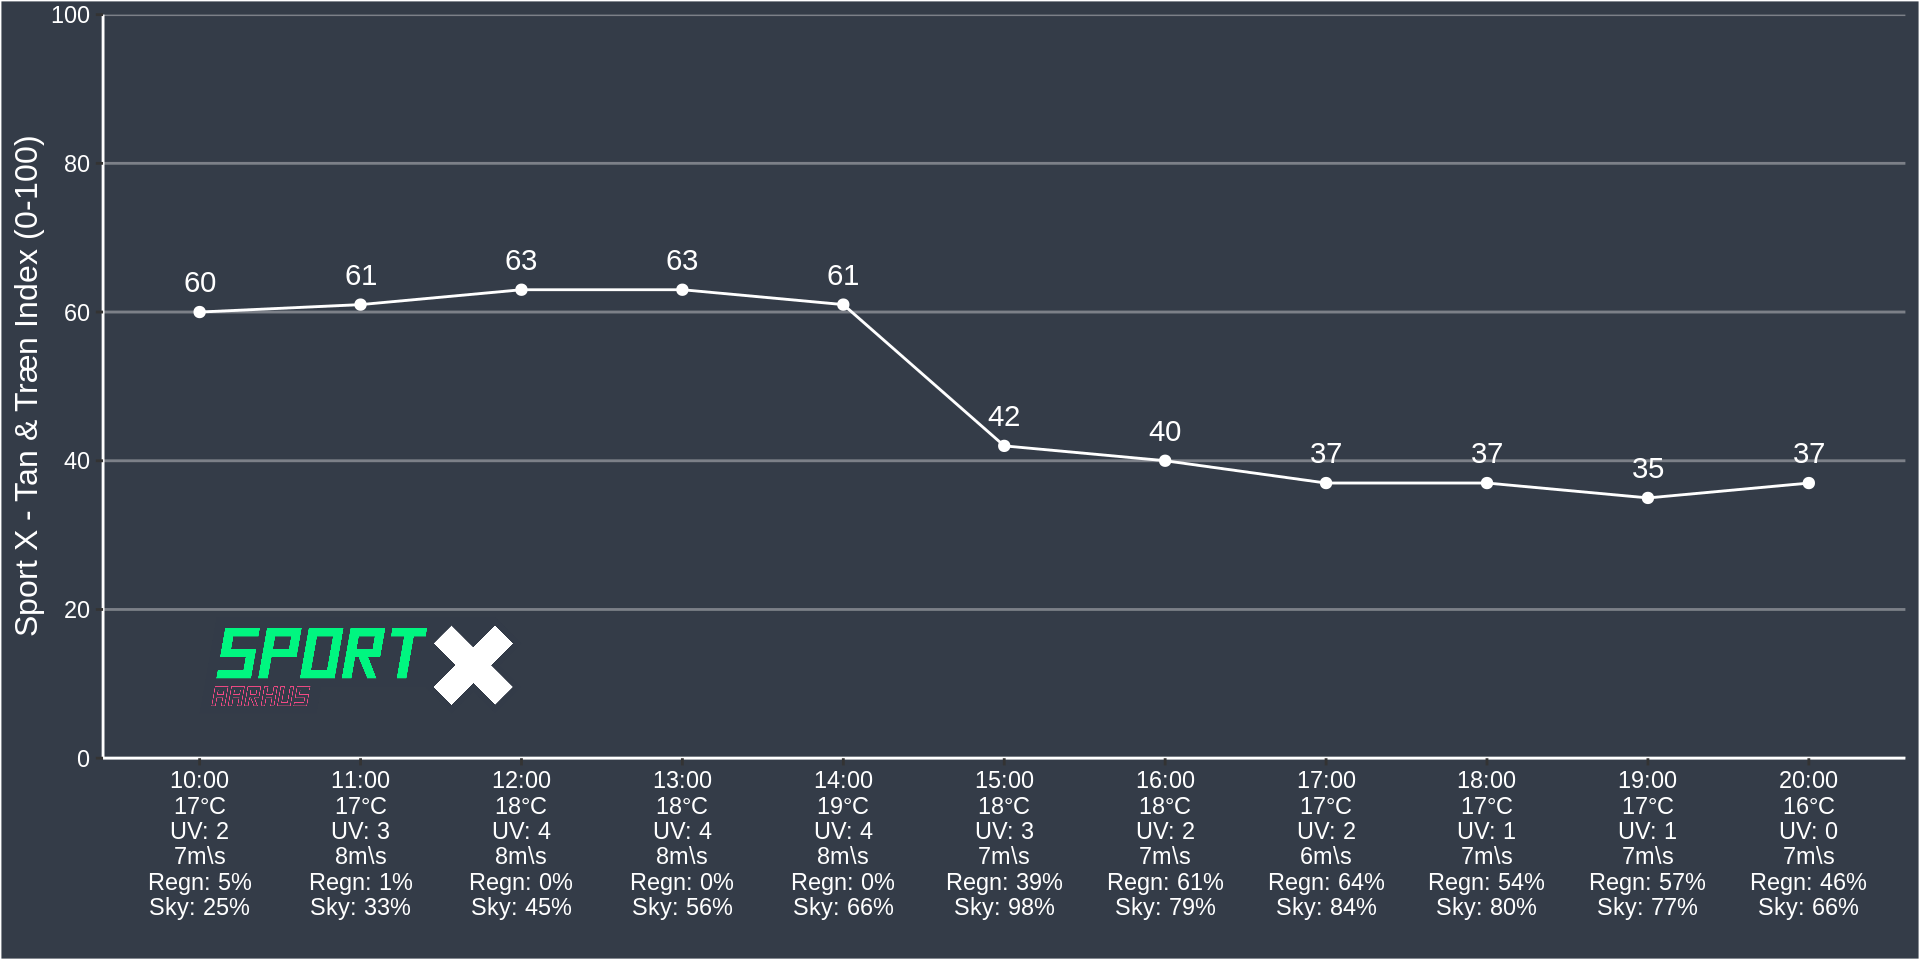 Sport X - Tan & Træn Index (0-100)
100
80
60
40
20
0
60
61
63
63
61
42
40
37
37
35
37
SPORT X
AARHUS
10:00 11:00 12:00 13:00 14:00 15:00 16:00 17:00 18:00 19:00 20:00
17°C 17°C 18°C 18°C 19°C 18°C 18°C 17°C 17°C 17°C 16°C
UV: 2 UV: 3 UV: 4 UV: 4 UV: 4 UV: 3 UV: 2 UV: 2 UV: 1 UV: 1 UV: 0
7m\s 8m\s 8m\s 8m\s 8m\s 7m\s 7m\s 6m\s 7m\s 7m\s 7m\s
Regn: 5% Regn: 1% Regn: 0% Regn: 0% Regn: 0% Regn: 39% Regn: 61% Regn: 64% Regn: 54% Regn: 57% Regn: 46%
Sky: 25% Sky: 33% Sky: 45% Sky: 56% Sky: 66% Sky: 98% Sky: 79% Sky: 84% Sky: 80% Sky: 77% Sky: 66%